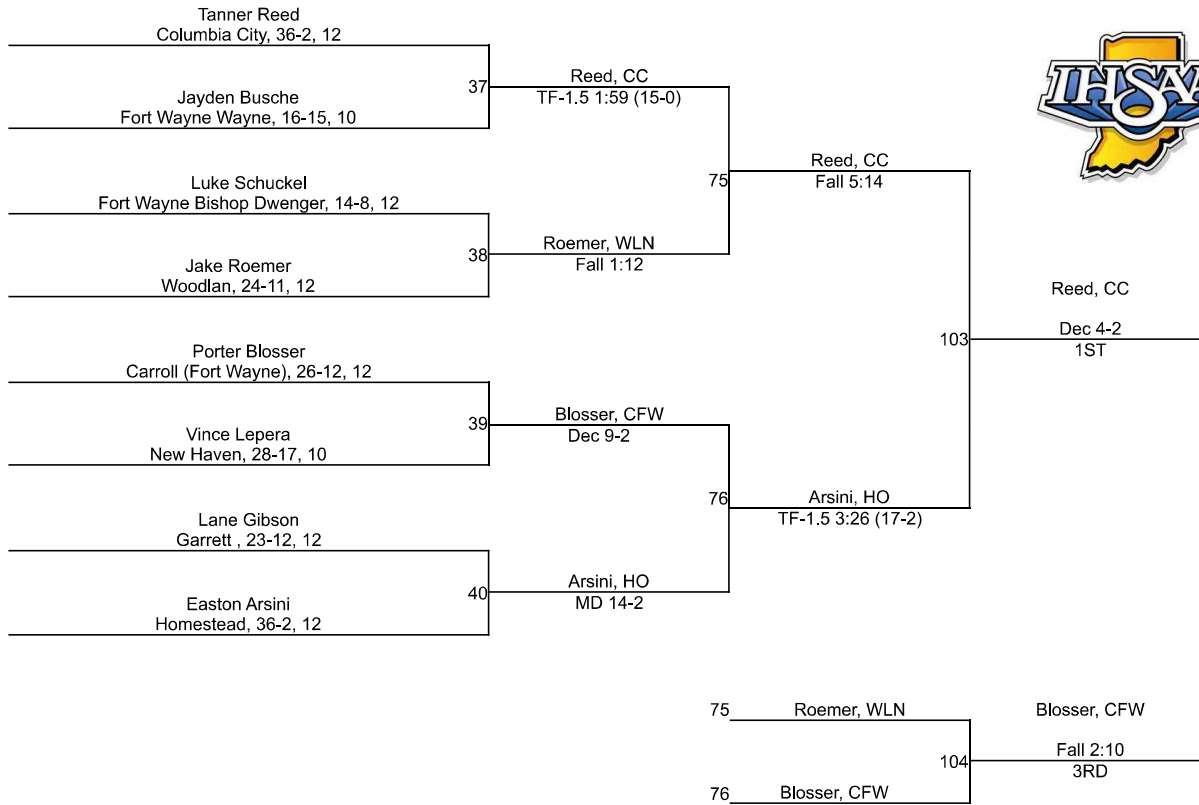 Tanner Reed
Columbia City, 36-2, 12
37
Reed, CC
TF-1.5 1:59 (15-0)
Jayden Busche
Fort Wayne Wayne, 16-15, 10
IHSAA
75
Reed, CC
Fall 5:14
Luke Schuckel
Fort Wayne Bishop Dwenger, 14-8, 12
38
Roemer, WLN
Fall 1:12
Jake Roemer
Woodlan, 24-11, 12
Reed, CC
103
Dec 4-2
1ST
Porter Blosser
Carroll (Fort Wayne), 26-12, 12
39
Blosser, CFW
Dec 9-2
Vince Lepera
New Haven, 28-17, 10
76
Arsini, HO
TF-1.5 3:26 (17-2)
Lane Gibson
Garrett , 23-12, 12
40
Arsini, HO
MD 14-2
Easton Arsini
Homestead, 36-2, 12
75
Roemer, WLN
Blosser, CFW
104
Fall 2:10
3RD
76
Blosser, CFW